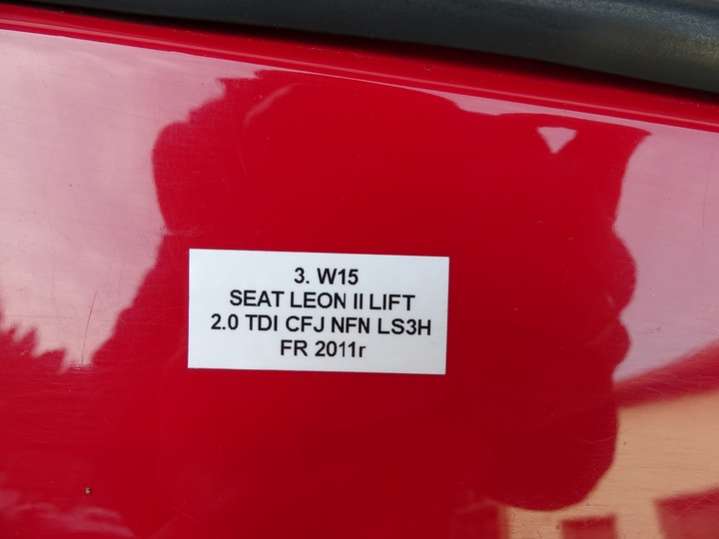 3. W15
SEAT LEON II LIFT
2.0 TDI CFJ NFN LS3H
FR 2011r